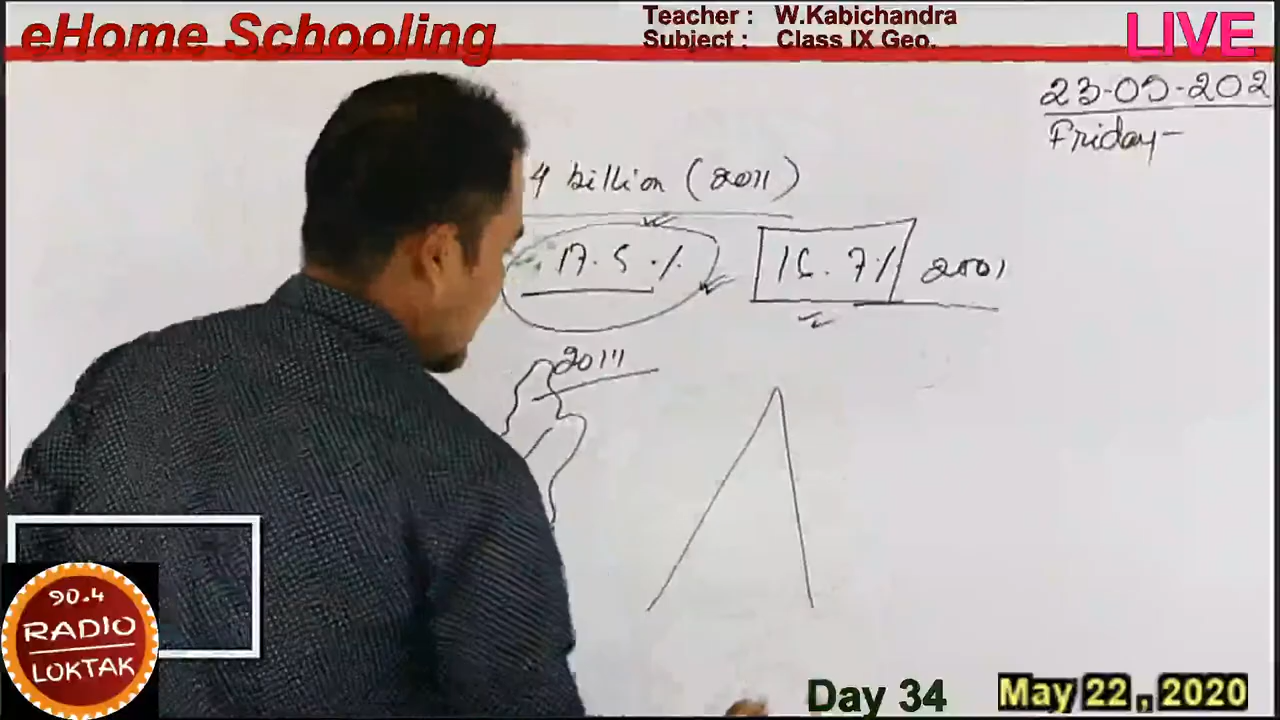 eHome Schooling
Teacher : W.Kabichandra
Subject : Class IX Geo.
LIVE
23-05-202
Friday-
4 billion (2011)
17.5 % 16.7% 2001
2011
90.4
RADIO
LOKTAK
Day 34
May 22, 2020